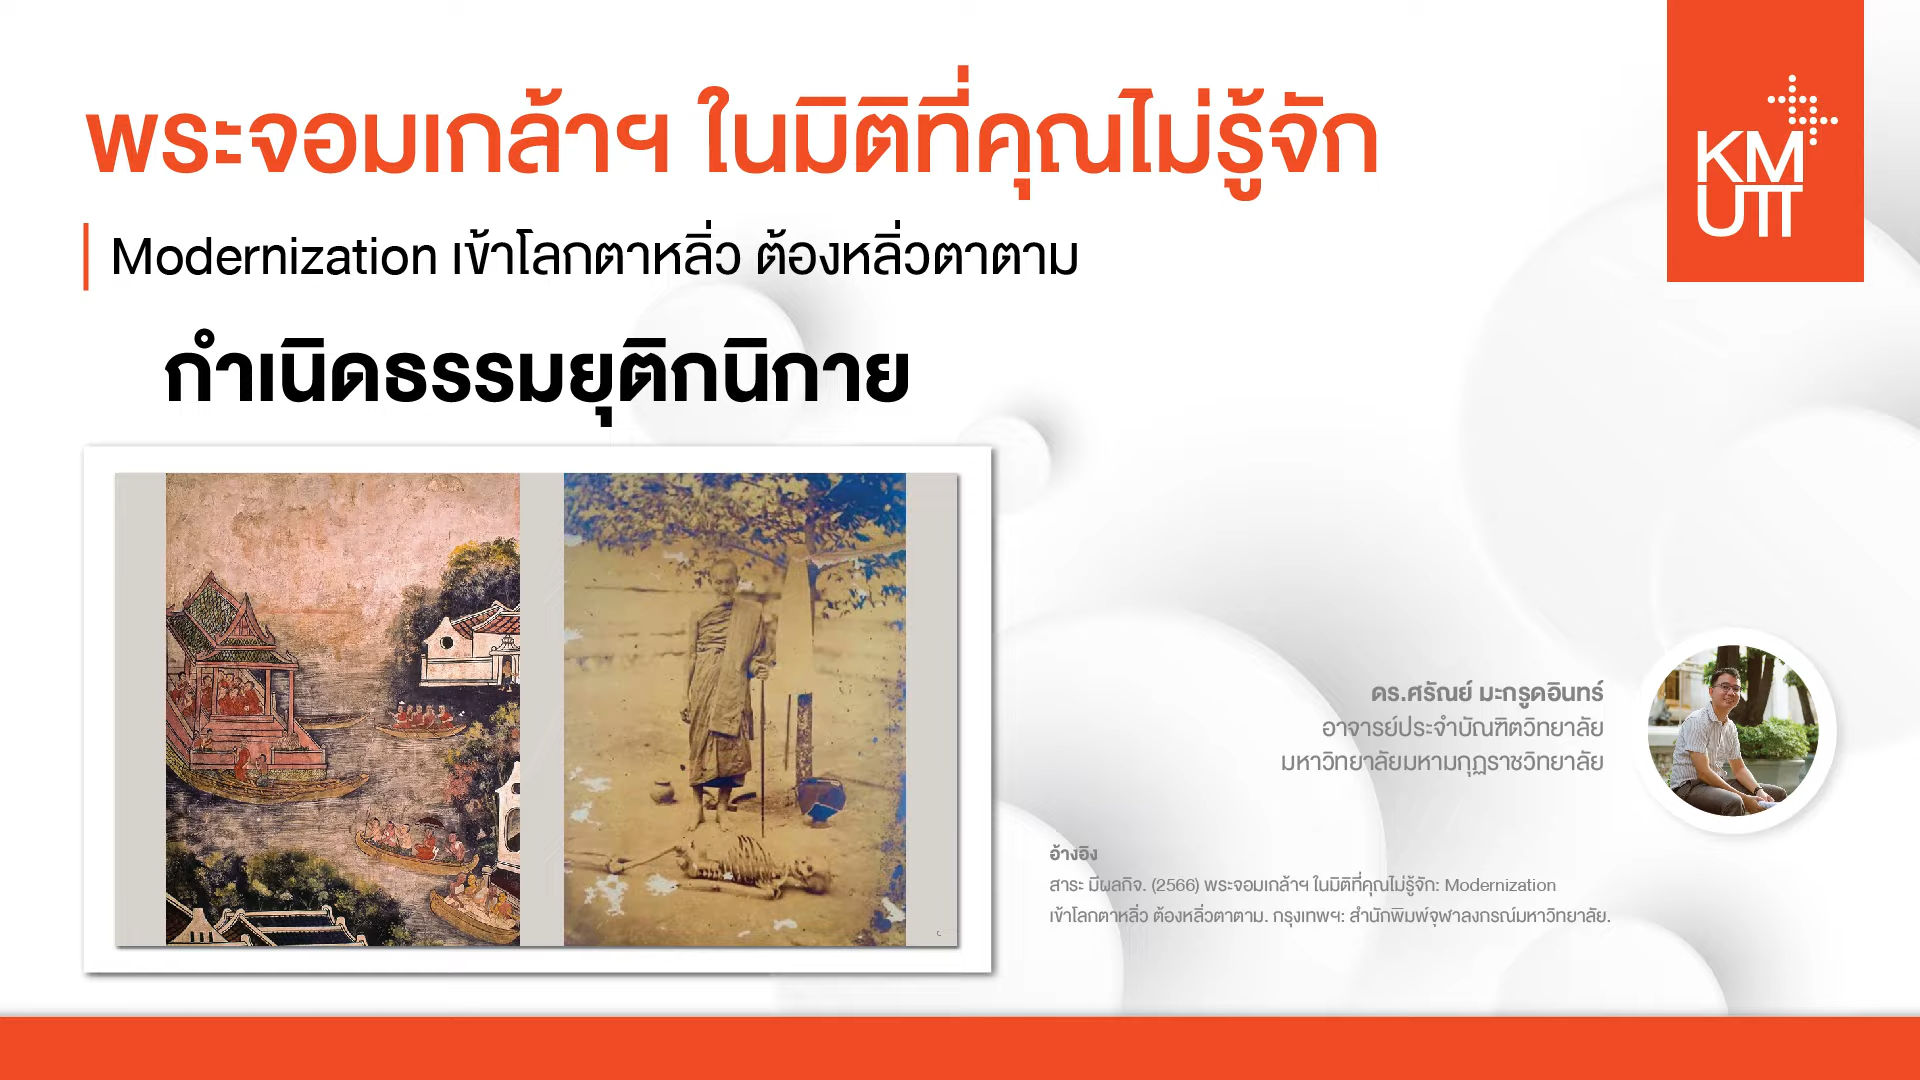 พระจอมเกล้าฯ ในมิติที่คุณไม่รู้จัก
Modernization เข้าโลกตาหลิ่ว ต้องหลิ่วตาตาม
กำเนิดธรรมยุติกนิกาย
KM
UTT
ดร.ศรัณย์ มะกรูดอินทร์
อาจารย์ประจำบัณฑิตวิทยาลัย
มหาวิทยาลัยมหามกุฏราชวิทยาลัย
อ้างอิง
สาระ มีผลกิจ. (2566) พระจอมเกล้าฯ ในมิติที่คุณไม่รู้จัก: Modernization
เข้าโลกตาหลิ่ว ต้องหลิ่วตาตาม. กรุงเทพฯ: สำนักพิมพ์จุฬาลงกรณ์มหาวิทยาลัย.